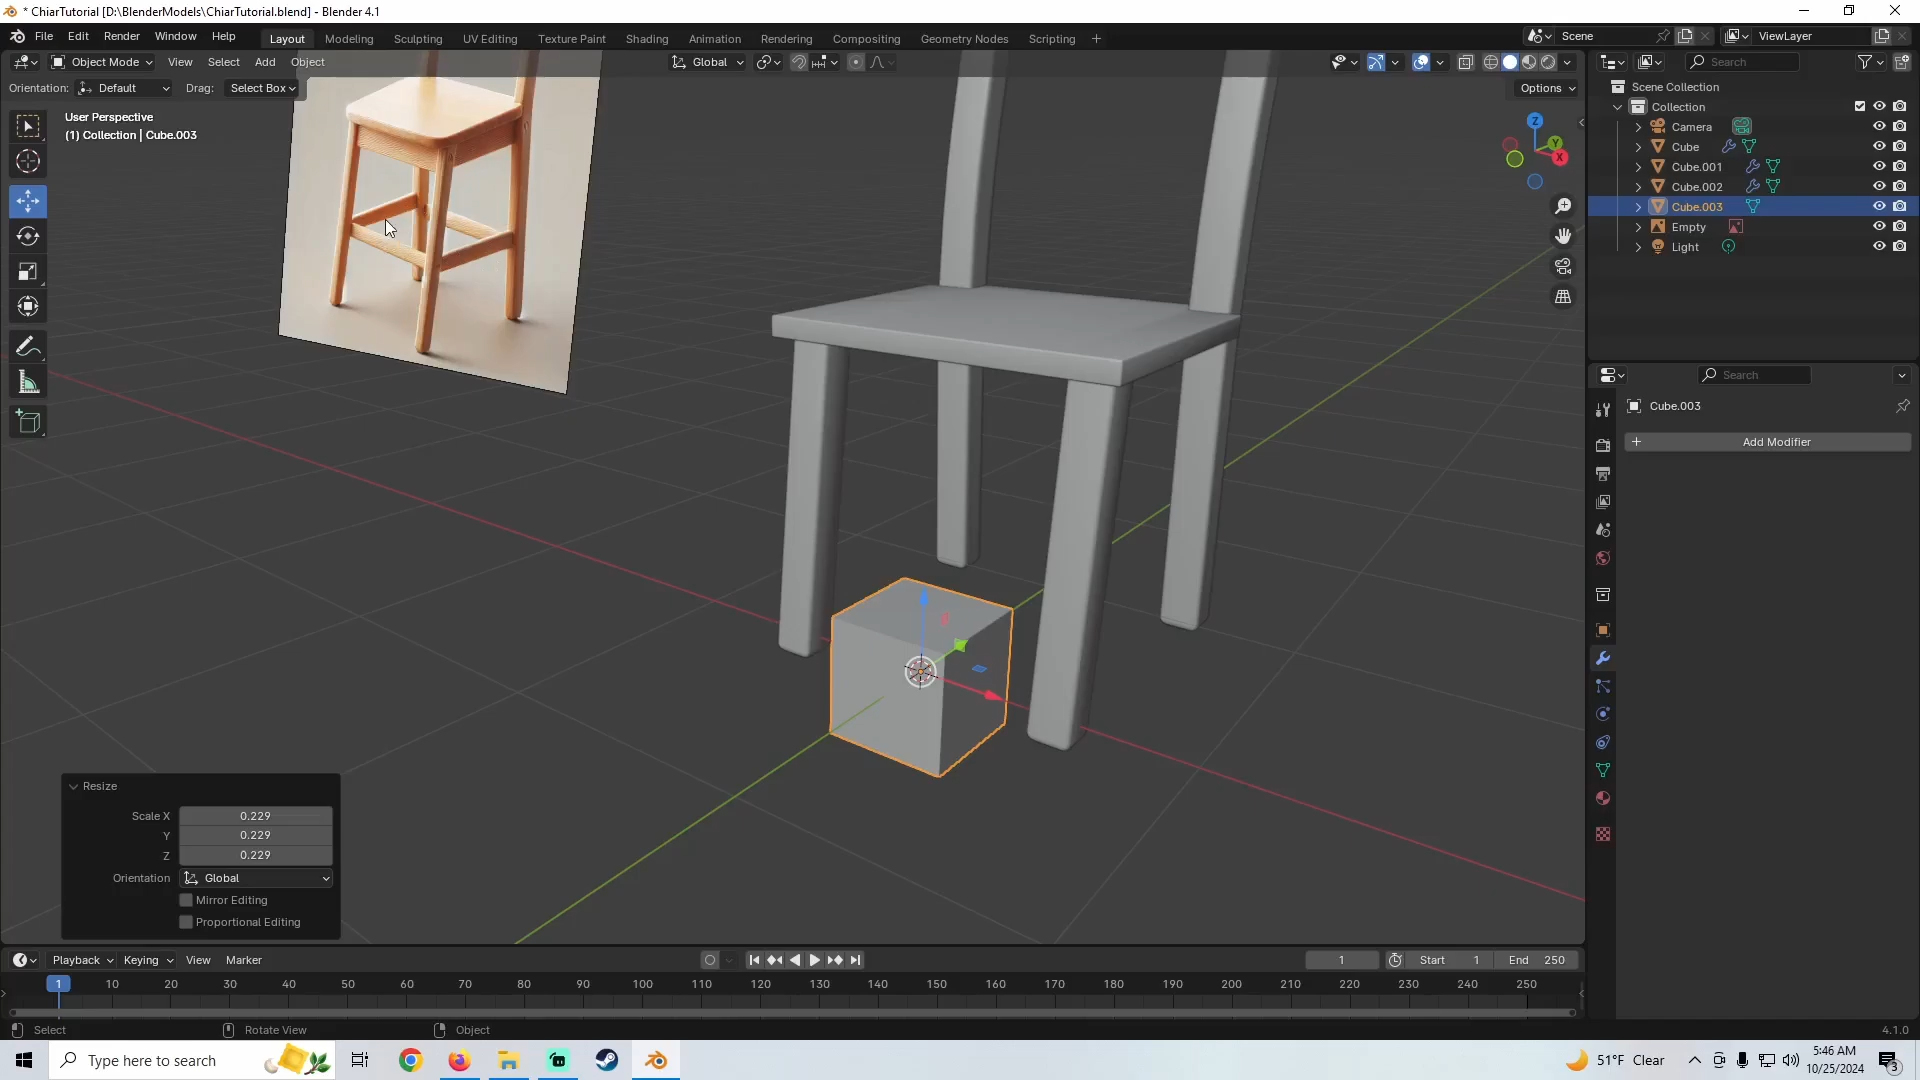 * ChiarTutorial [D:\BlenderModels\ChiarTutorial.blend] - Blender 4.1
File Edit Render Window Help
Layout Modeling Sculpting UV Editing Texture Paint Shading Animation Rendering Compositing Geometry Nodes Scripting +
Scene
ViewLayer
Object Mode View Select Add Object
Global
Search
Orientation: Default Drag: Select Box
Options
User Perspective
(1) Collection | Cube.003
Scene Collection
Collection
Camera
Cube
Cube.001
Cube.002
Cube.003
Empty
Light
Z
Y
X
Search
Cube.003
+ Add Modifier
Resize
Scale X 0.229
Y 0.229
Z 0.229
Orientation Global
Mirror Editing
Proportional Editing
Playback Keying View Marker
1
Start 1
End 250
1 10 20 30 40 50 60 70 80 90 100 110 120 130 140 150 160 170 180 190 200 210 220 230 240 250
Select
Rotate View
Object
4.1.0
Type here to search
51°F Clear
5:46 AM
10/25/2024
3